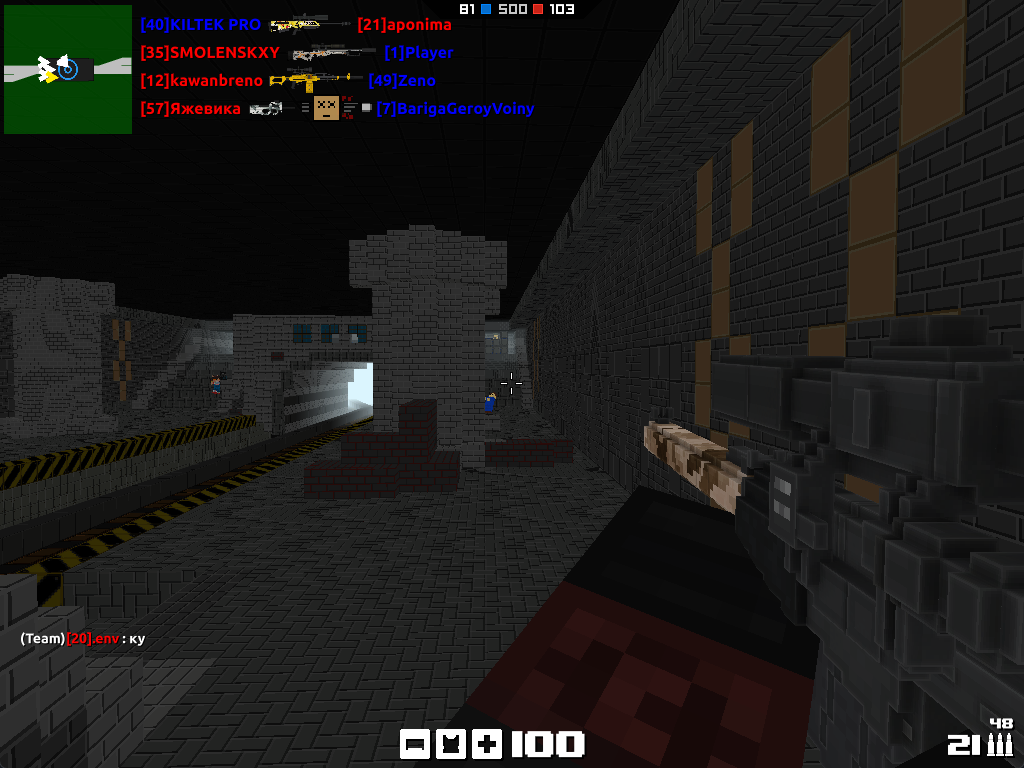 81 500 103
[40]KILTEK PRO [21]aponima
[35]SMOLENSKXY [1]Player
[12]kawanbreno [49]Zeno
[57]Яжевика [7]BarigaGeroyVoiny
(Team)[20].env : ку
48
100 21